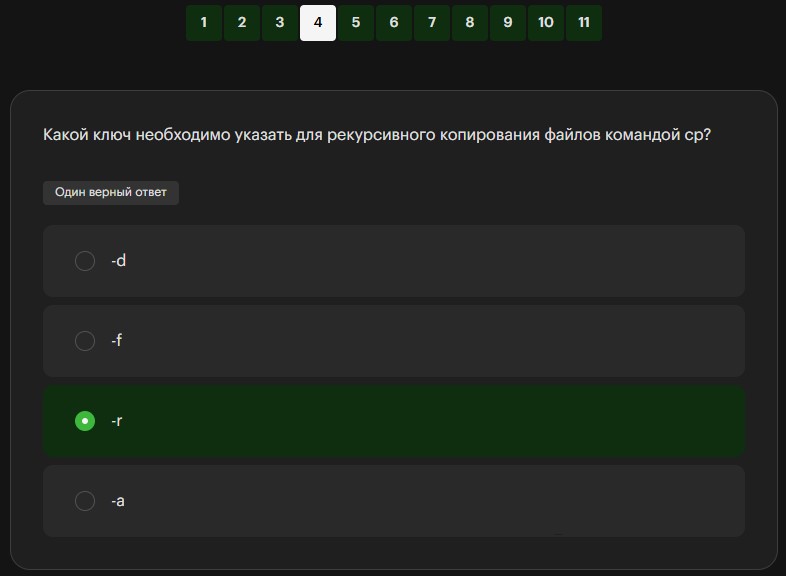 1 2 3 4 5 6 7 8 9 10 11
Какой ключ необходимо указать для рекурсивного копирования файлов командой cp?
Один верный ответ
-d
-f
-r
-a